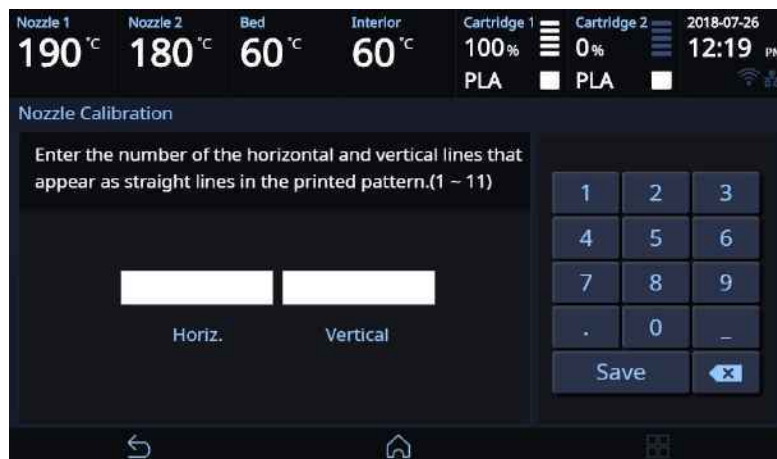 Nozzle 1 Nozzle 2 Bed Interior Cartridge 1 Cartridge 2 2018-07-26
190 °C 180 °C 60 °C 60 °C 100 % 0 % 12:19 PM
PLA PLA
Nozzle Calibration
Enter the number of the horizontal and vertical lines that
appear as straight lines in the printed pattern.(1 ~ 11)
1 2 3
4 5 6
7 8 9
. 0 _
Horiz. Vertical
Save